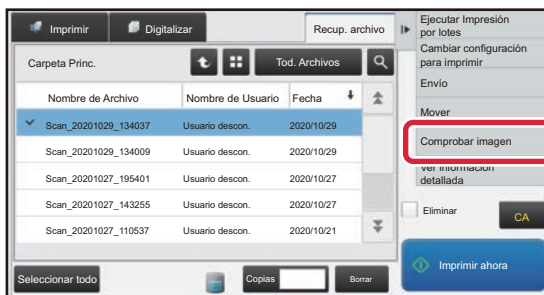 Imprimir
Digitalizar
Recup. archivo
Carpeta Princ.
Tod. Archivos
Nombre de Archivo
Nombre de Usuario
Fecha
Scan_20201029_134037
Usuario descon.
2020/10/29
Scan_20201029_134009
Usuario descon.
2020/10/29
Scan_20201027_195401
Usuario descon.
2020/10/27
Scan_20201027_143255
Usuario descon.
2020/10/27
Scan_20201027_110537
Usuario descon.
2020/10/21
Seleccionar todo
Copias
Borrar
Ejecutar Impresión
por lotes
Cambiar configuración
para imprimir
Envío
Mover
Comprobar imagen
Ver información
detallada
Eliminar
CA
Imprimir ahora